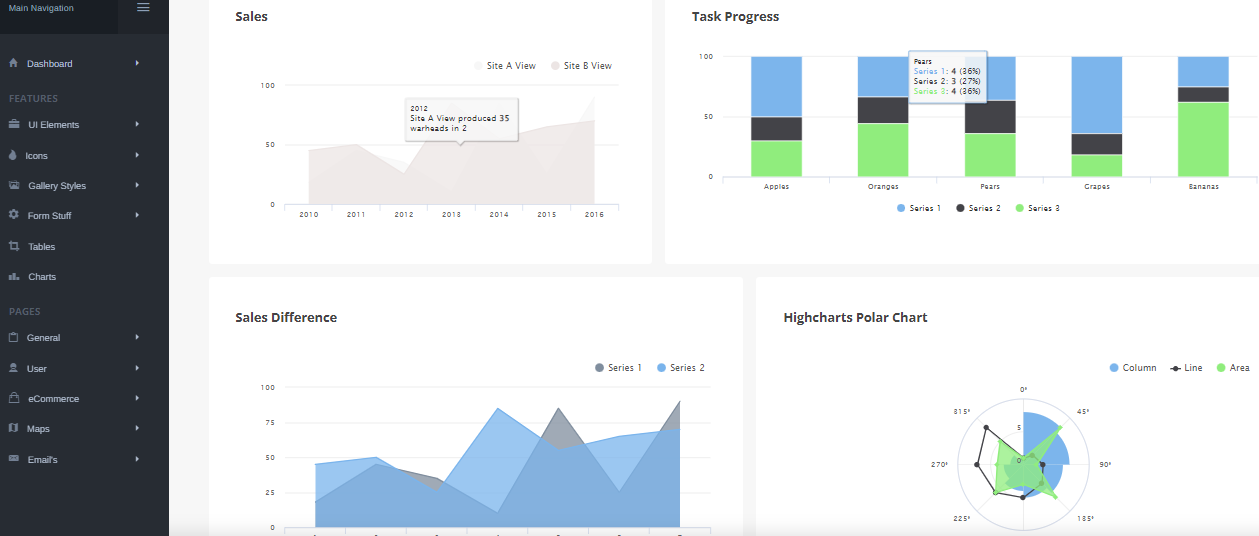 Main Navigation
Dashboard
FEATURES
UI Elements
Icons
Gallery Styles
Form Stuff
Tables
Charts
PAGES
General
User
eCommerce
Maps
Email's
Sales
Site A View
Site B View
100
50
0
2012
Site A View produced 35
warheads in 2
2010 2011 2012 2013 2014 2015 2016
Task Progress
100
50
0
Pears
Series 1: 4 (36%)
Series 2: 3 (27%)
Series 3: 4 (36%)
Apples Oranges Pears Grapes Bananas
Series 1 Series 2 Series 3
Sales Difference
Series 1 Series 2
100
75
50
25
0
Highcharts Polar Chart
Column Line Area
0°
315° 45°
5
270° 0 90°
225° 135°